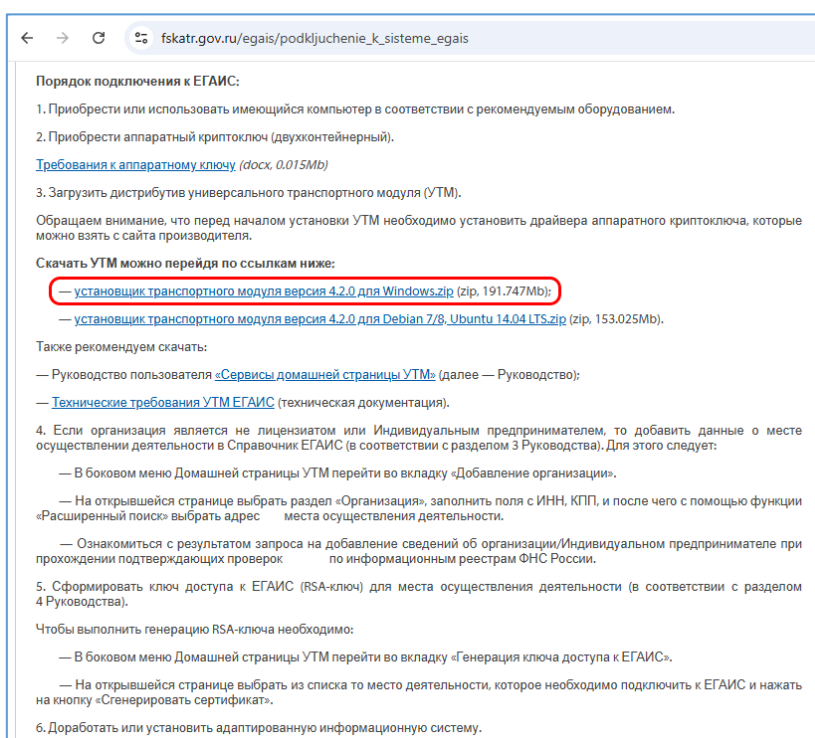 fskatr.gov.ru/egais/podkljuchenie_k_sisteme_egais
Порядок подключения к ЕГАИС:
1. Приобрести или использовать имеющийся компьютер в соответствии с рекомендуемым оборудованием.
2. Приобрести аппаратный криптоключ (двухконтейнерный).
Требования к аппаратному ключу (docx, 0.015Mb)
3. Загрузить дистрибутив универсального транспортного модуля (УТМ).
Обращаем внимание, что перед началом установки УТМ необходимо установить драйвера аппаратного криптоключа, которые
можно взять с сайта производителя.
Скачать УТМ можно перейдя по ссылкам ниже:
— установщик транспортного модуля версия 4.2.0 для Windows.zip (zip, 191.747Mb);
— установщик транспортного модуля версия 4.2.0 для Debian 7/8, Ubuntu 14.04 LTS.zip (zip, 153.025Mb).
Также рекомендуем скачать:
— Руководство пользователя «Сервисы домашней страницы УТМ» (далее — Руководство);
— Технические требования УТМ ЕГАИС (техническая документация).
4. Если организация является не лицензиатом или Индивидуальным предпринимателем, то добавить данные о месте
осуществлении деятельности в Справочник ЕГАИС (в соответствии с разделом 3 Руководства). Для этого следует:
— В боковом меню Домашней страницы УТМ перейти во вкладку «Добавление организации».
— На открывшейся странице выбрать раздел «Организация», заполнить поля с ИНН, КПП, и после чего с помощью функции
«Расширенный поиск» выбрать адрес места осуществления деятельности.
— Ознакомиться с результатом запроса на добавление сведений об организации/Индивидуальном предпринимателе при
прохождении подтверждающих проверок по информационным реестрам ФНС России.
5. Сформировать ключ доступа к ЕГАИС (RSA-ключ) для места осуществления деятельности (в соответствии с разделом
4 Руководства).
Чтобы выполнить генерацию RSA-ключа необходимо:
— В боковом меню Домашней страницы УТМ перейти во вкладку «Генерация ключа доступа к ЕГАИС».
— На открывшейся странице выбрать из списка то место деятельности, которое необходимо подключить к ЕГАИС и нажать
на кнопку «Сгенерировать сертификат».
6. Доработать или установить адаптированную информационную систему.